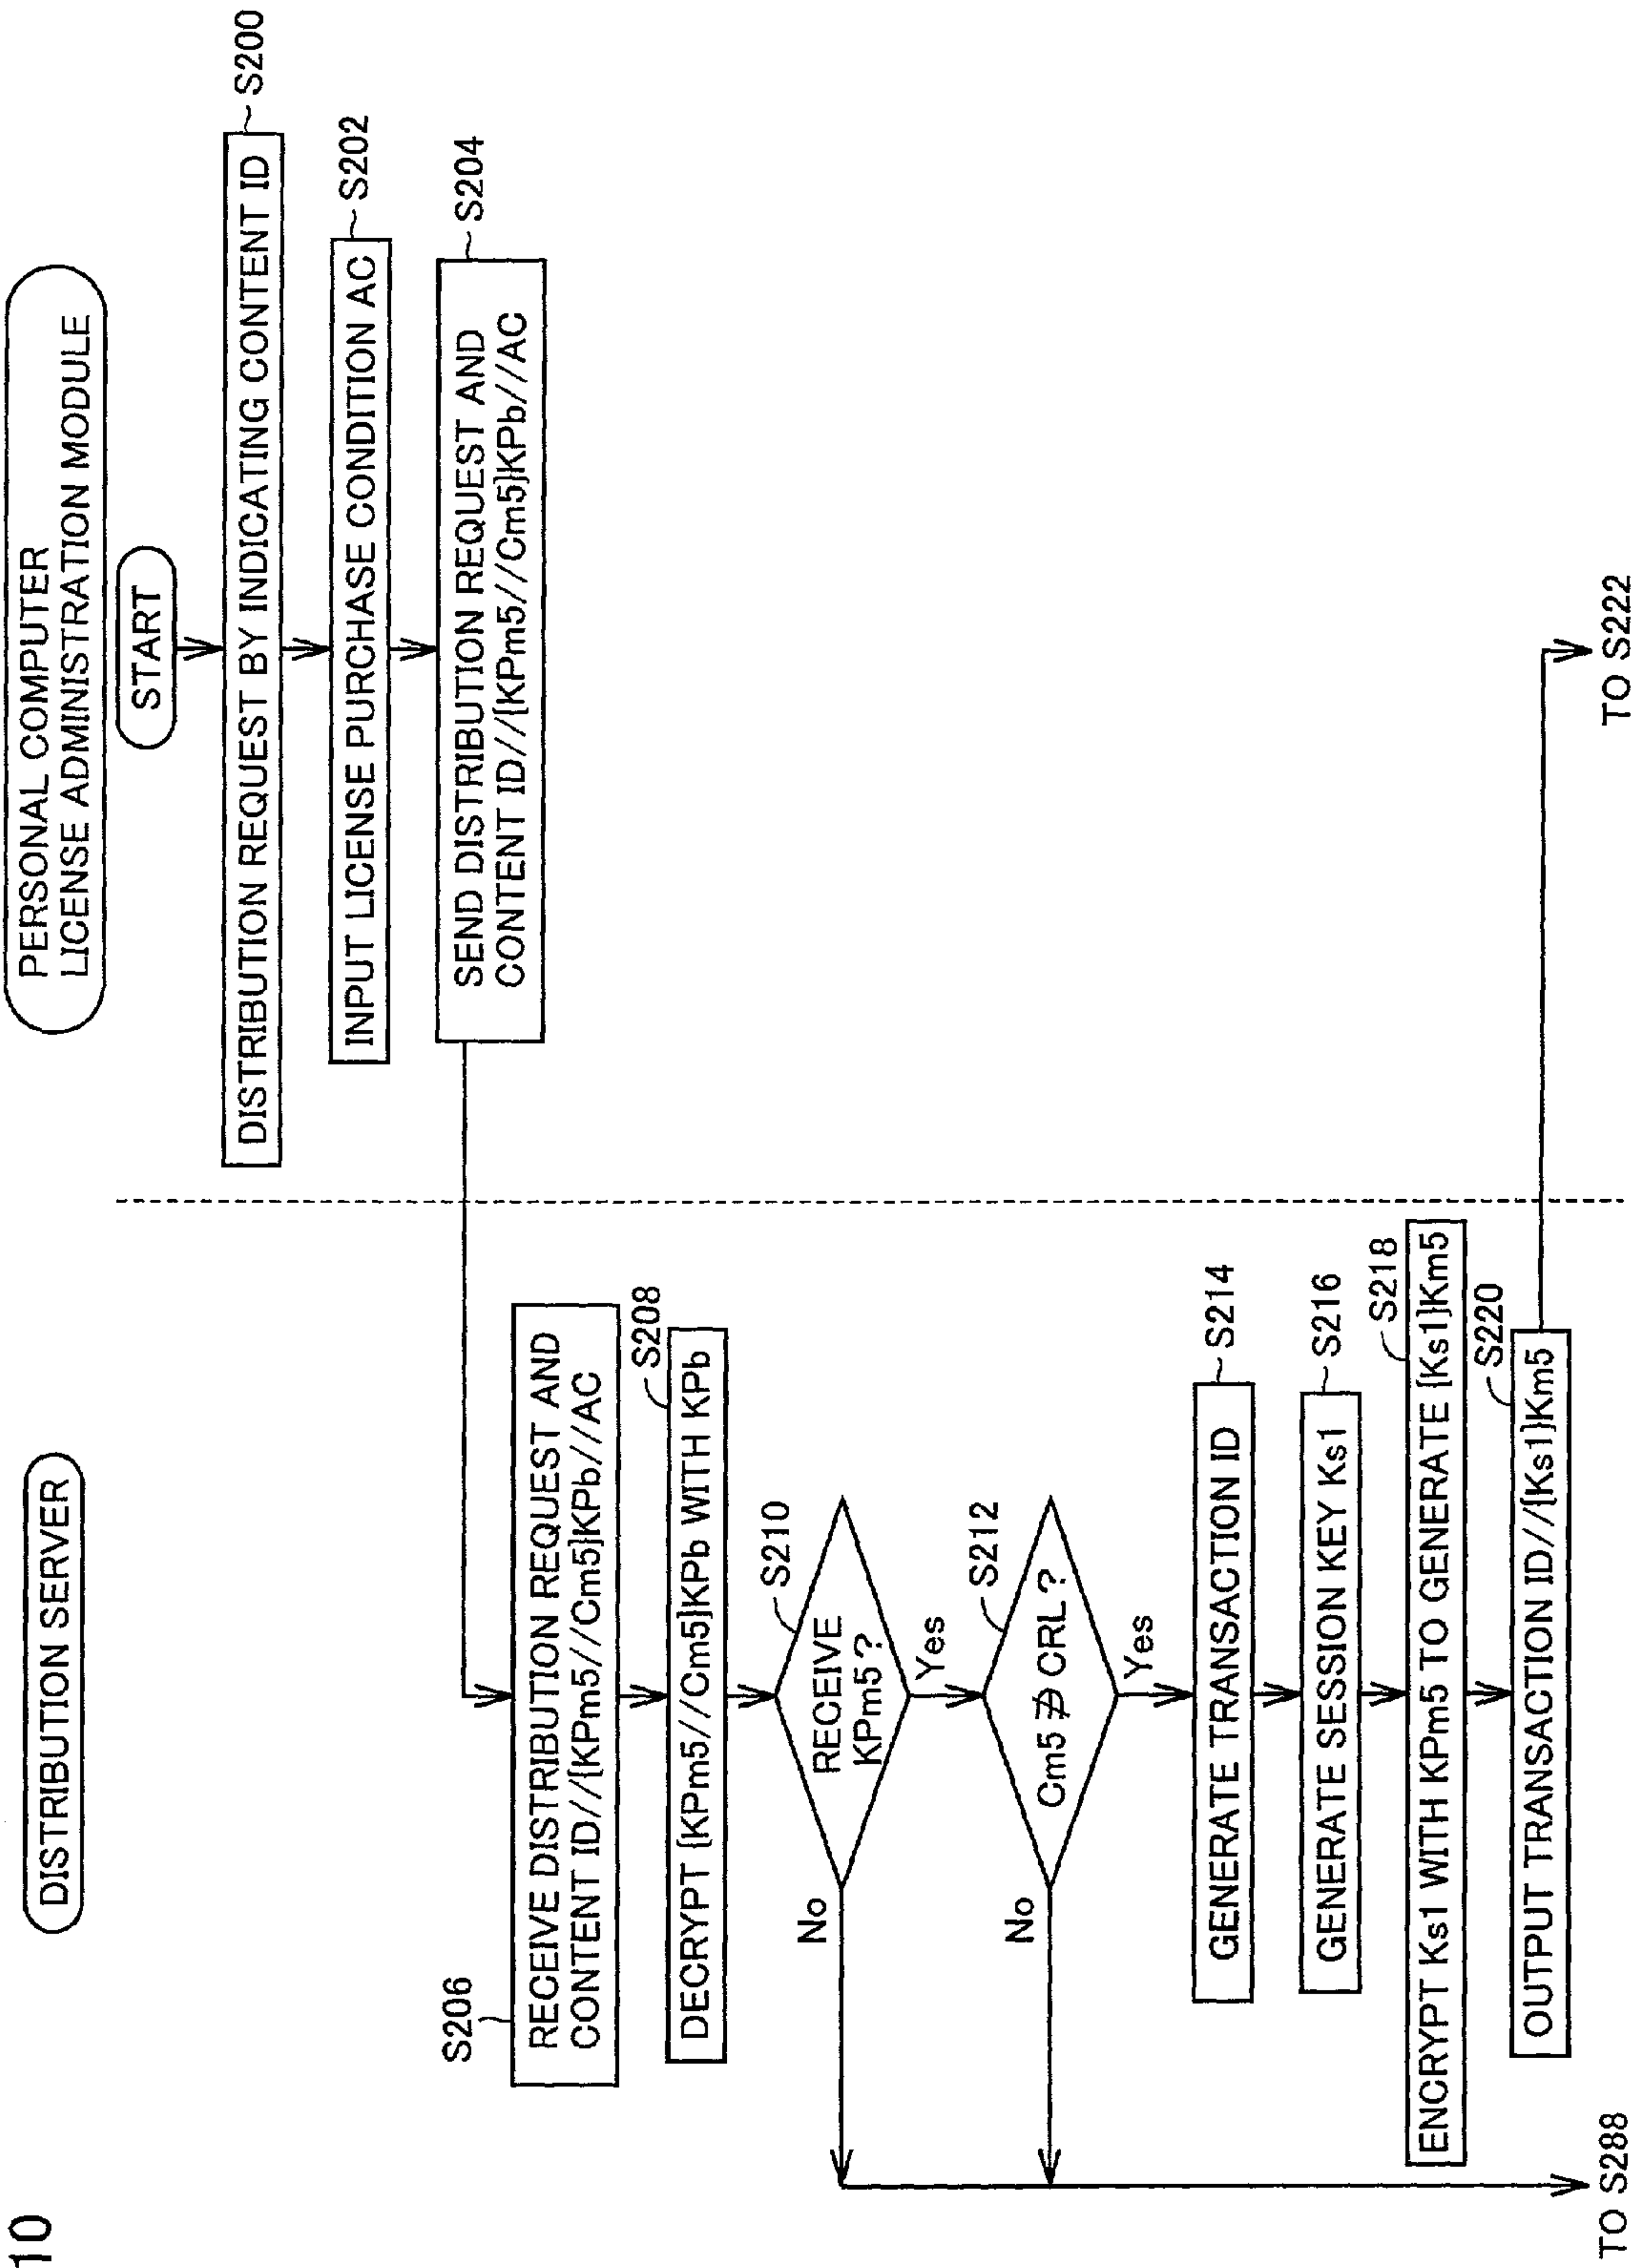 10
DISTRIBUTION SERVER
PERSONAL COMPUTER
LICENSE ADMINISTRATION MODULE
START
DISTRIBUTION REQUEST BY INDICATING CONTENT ID
S200
INPUT LICENSE PURCHASE CONDITION AC
S202
SEND DISTRIBUTION REQUEST AND
CONTENT ID//{KPm5//Cm5}KPb//AC
S204
S206
RECEIVE DISTRIBUTION REQUEST AND
CONTENT ID//{KPm5//Cm5}KPb//AC
S208
DECRYPT {KPm5//Cm5}KPb WITH KPb
S210
RECEIVE
KPm5?
No
Yes
S212
Cm5 ∌ CRL ?
No
Yes
GENERATE TRANSACTION ID
S214
GENERATE SESSION KEY Ks1
S216
S218
ENCRYPT Ks1 WITH KPm5 TO GENERATE {Ks1}Km5
S220
OUTPUT TRANSACTION ID//{Ks1}Km5
TO S288
TO S222